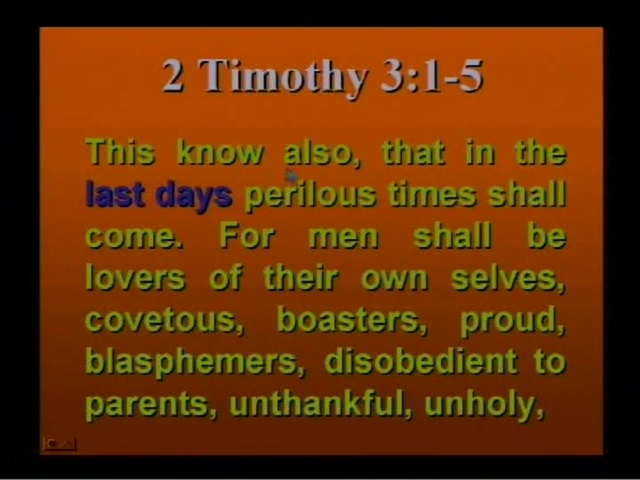 2 Timothy 3:1-5
This know also, that in the
last days perilous times shall
come. For men shall be
lovers of their own selves,
covetous, boasters, proud,
blasphemers, disobedient to
parents, unthankful, unholy,